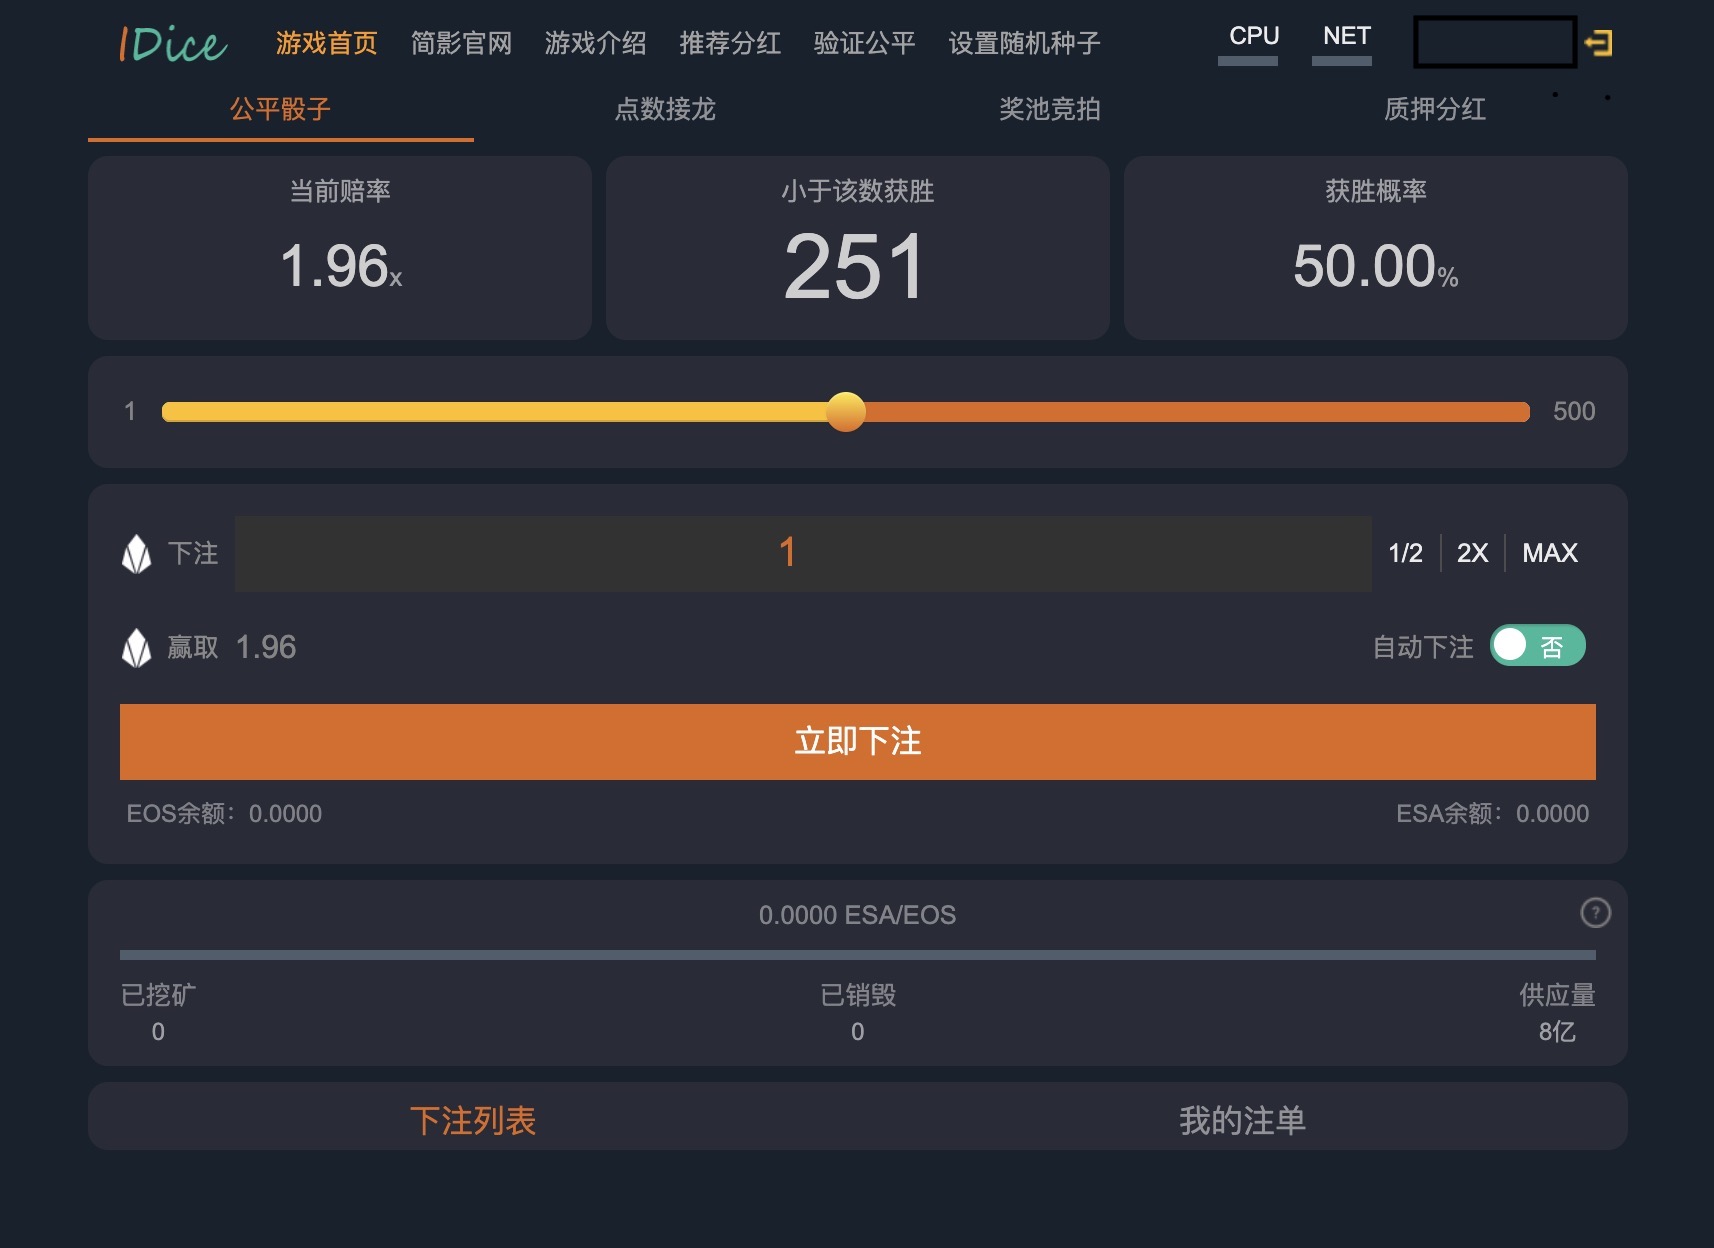 IDice 游戏首页 简影官网 游戏介绍 推荐分红 验证公平 设置随机种子 CPU NET
公平骰子 点数接龙 奖池竞拍 质押分红
当前赔率 小于该数获胜 获胜概率
1.96x 251 50.00%
1 500
下注 1 1/2 2X MAX
赢取 1.96 自动下注 否
立即下注
EOS余额：0.0000 ESA余额：0.0000
0.0000 ESA/EOS ?
已挖矿 已销毁 供应量
0 0 8亿
下注列表 我的注单